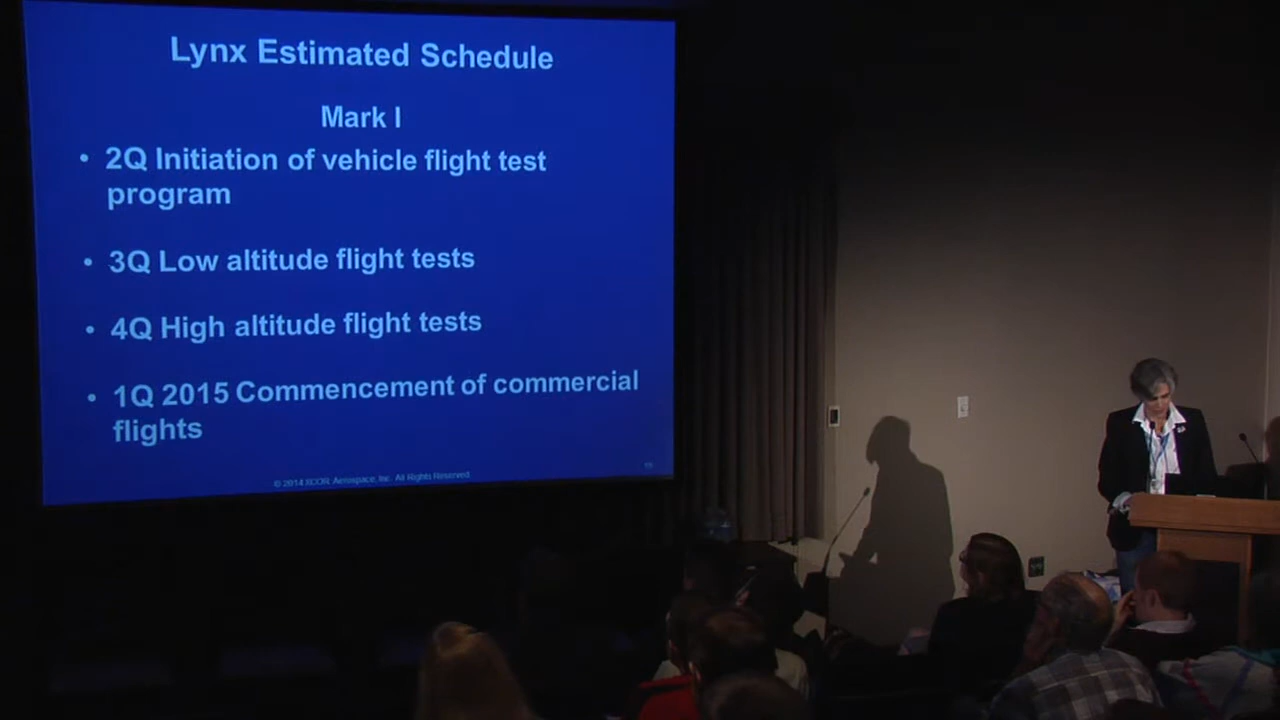 Lynx Estimated Schedule
Mark I
• 2Q Initiation of vehicle flight test
program
• 3Q Low altitude flight tests
• 4Q High altitude flight tests
• 1Q 2015 Commencement of commercial
flights
© 2014 XCOR Aerospace, Inc. All Rights Reserved